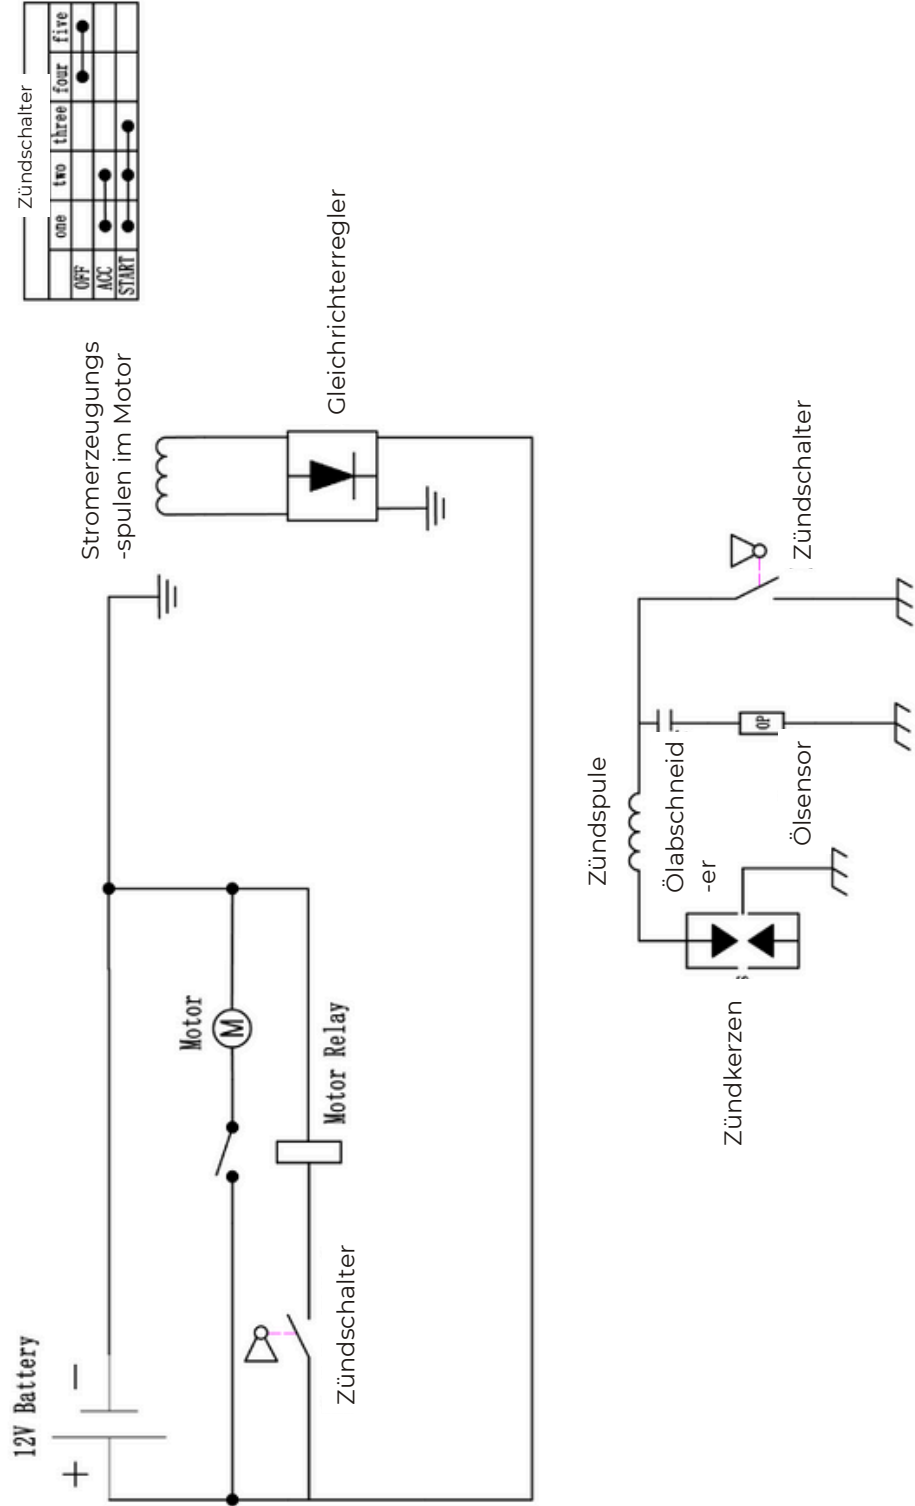 12V Battery
+ −
Motor
M
Motor Relay
Zündschalter
Stromerzeugungs
-spulen im Motor
Gleichrichterregler
Zündschalter
one two three four five
OFF
ACC
START
Zündspule
Ölabschneid
-er
OP
Ölsensor
Zündschalter
Zündkerzen